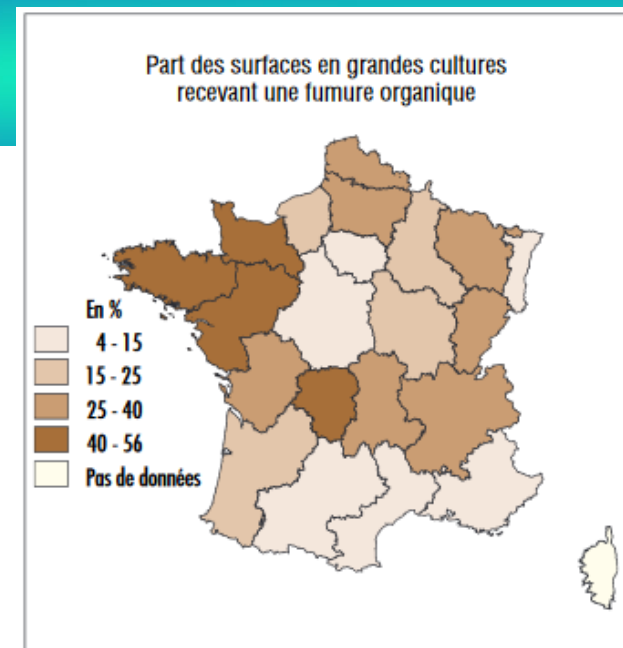 Part des surfaces en grandes cultures
recevant une fumure organique
En %
4 - 15
15 - 25
25 - 40
40 - 56
Pas de données